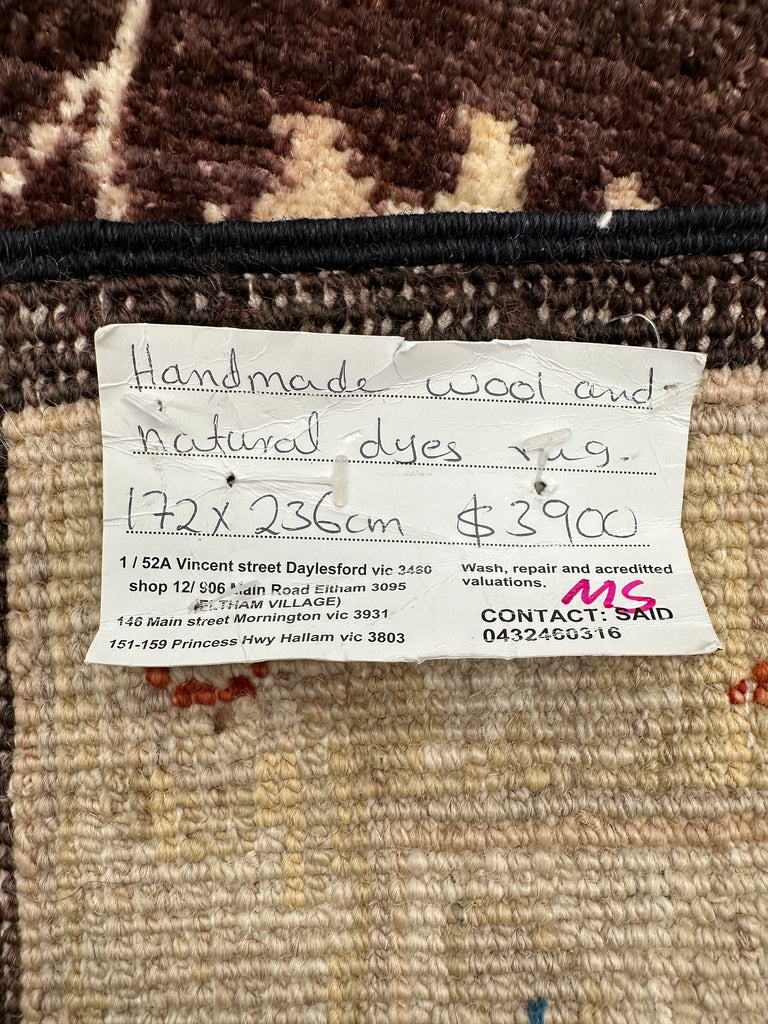 Handmade wool and
natural dyes rug.
172 x 236cm $3900
1 / 52A Vincent street Daylesford vic 3460
shop 12/ 906 Main Road Eltham 3095
(ELTHAM VILLAGE)
146 Main street Mornington vic 3931
151-159 Princess Hwy Hallam vic 3803
Wash, repair and acreditted
valuations.
MS
CONTACT: SAID
0432460316